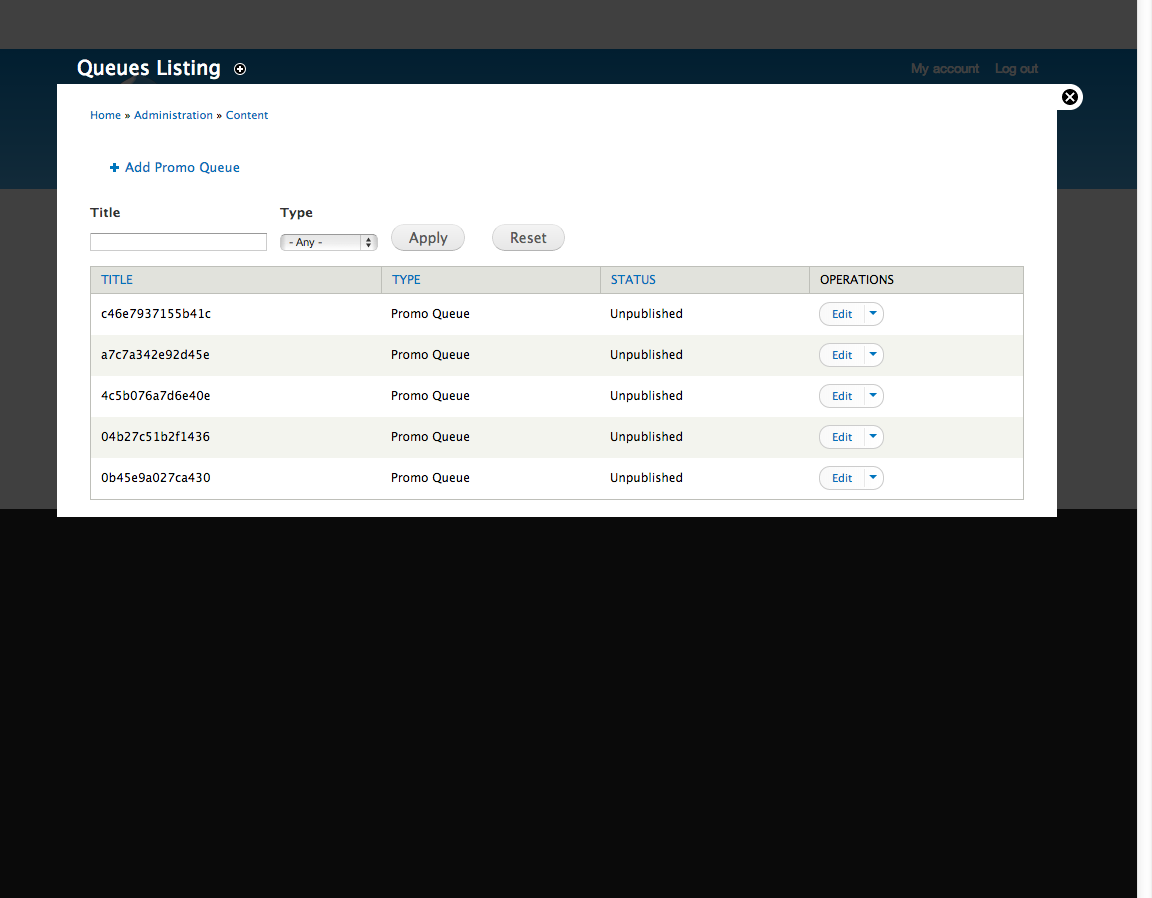 Queues Listing
My account Log out
Home » Administration » Content
Add Promo Queue
Title Type
- Any - Apply Reset
TITLE TYPE STATUS OPERATIONS
c46e7937155b41c Promo Queue Unpublished Edit
a7c7a342e92d45e Promo Queue Unpublished Edit
4c5b076a7d6e40e Promo Queue Unpublished Edit
04b27c51b2f1436 Promo Queue Unpublished Edit
0b45e9a027ca430 Promo Queue Unpublished Edit